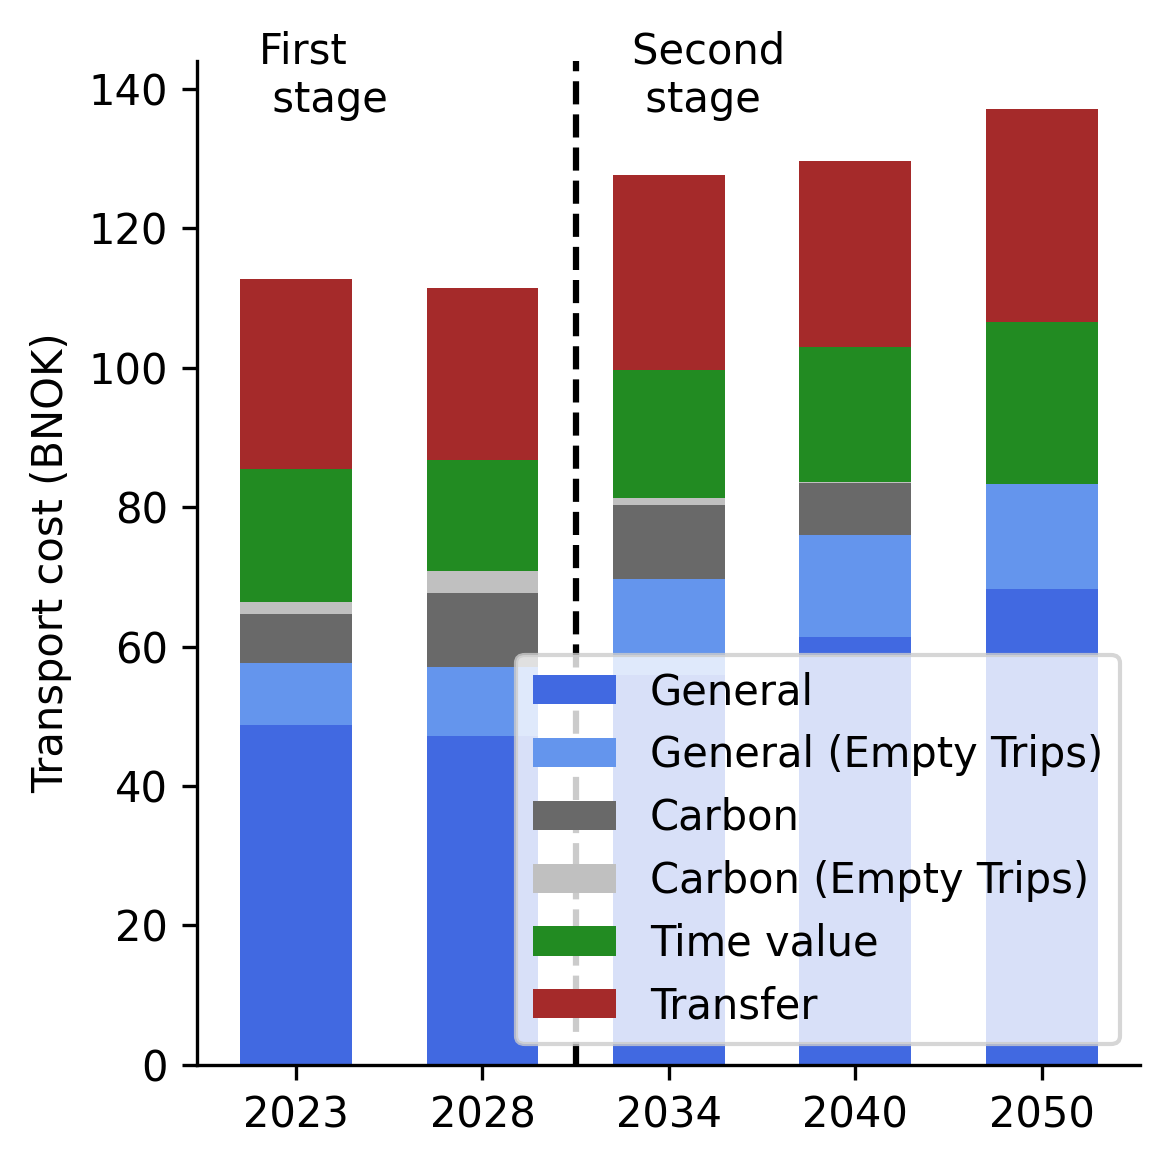 First
stage
Second
stage
Transport cost (BNOK)
140
120
100
80
60
40
20
0
General
General (Empty Trips)
Carbon
Carbon (Empty Trips)
Time value
Transfer
2023
2028
2034
2040
2050